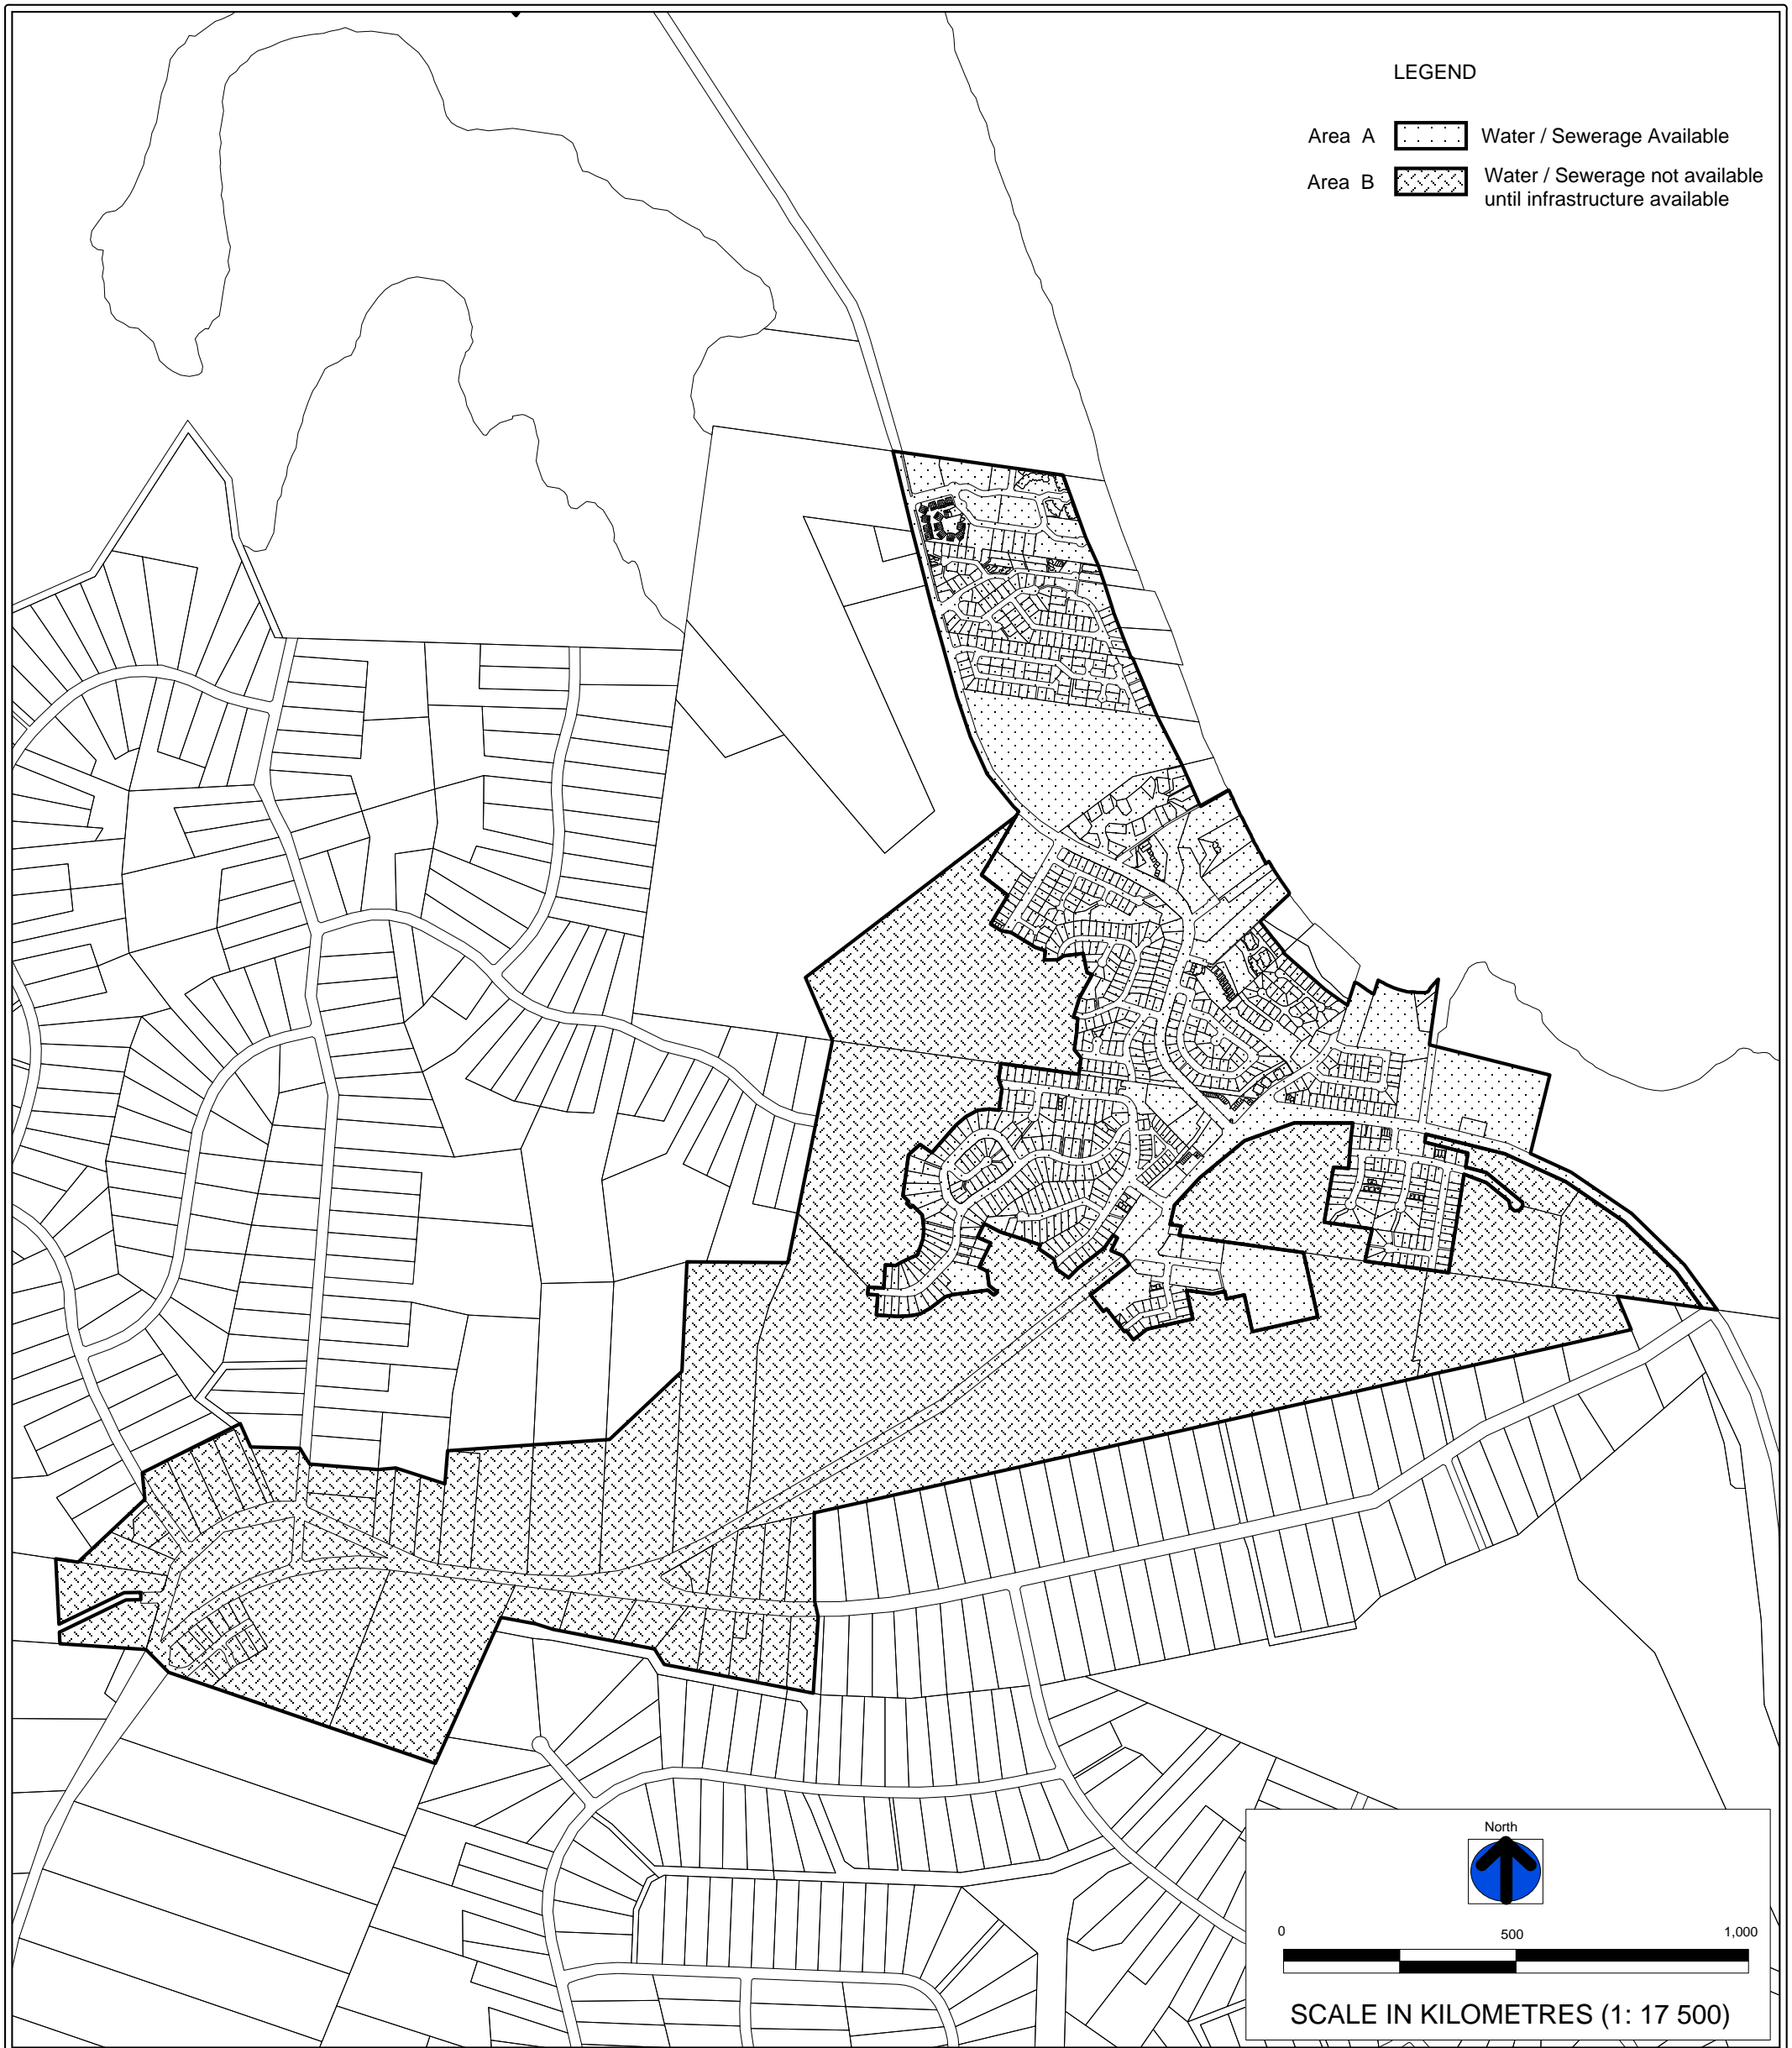 LEGEND
Area A
Water / Sewerage Available
Area B
Water / Sewerage not available
until infrastructure available
North
0
500
1,000
SCALE IN KILOMETRES (1: 17 500)